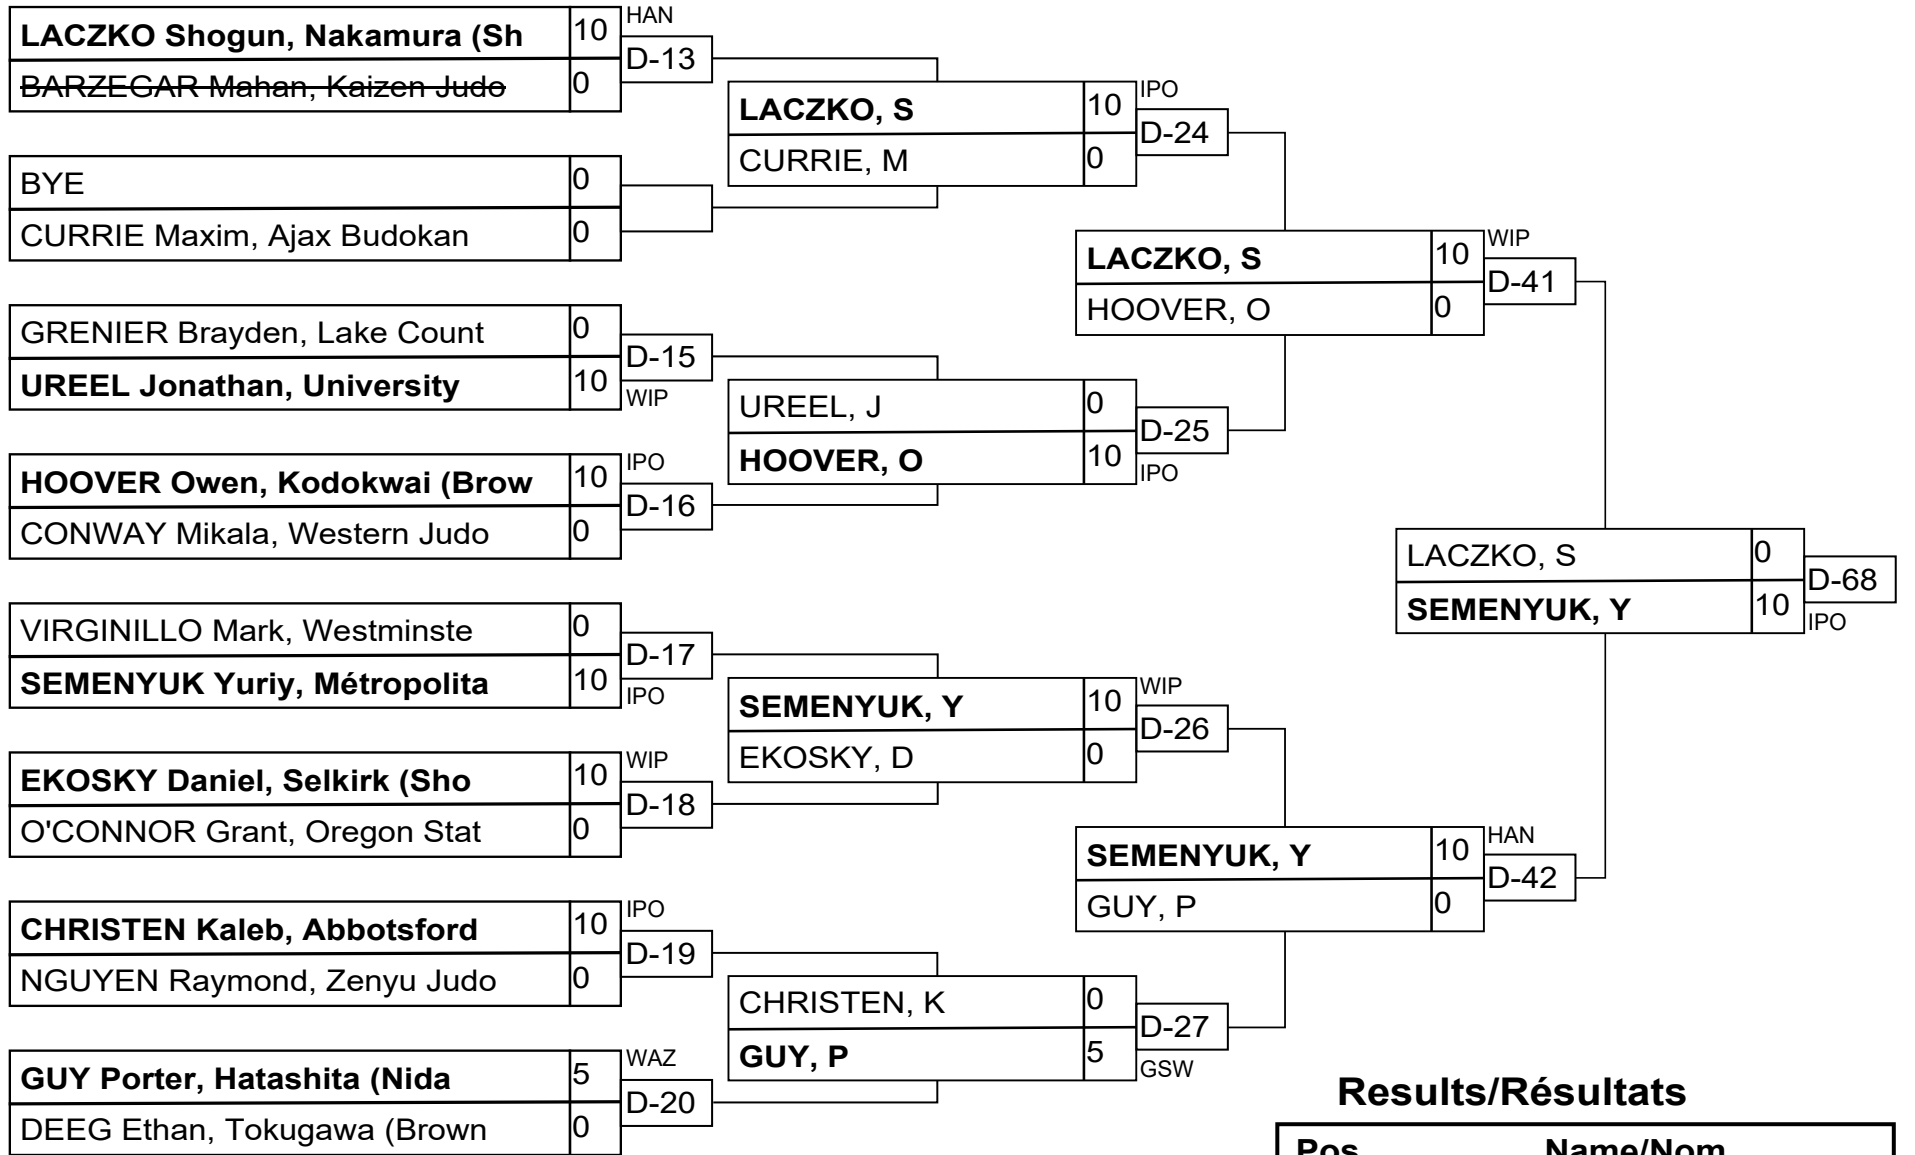 LACZKO Shogun, Nakamura (Sh 10 HAN
D-13
BARZEGAR Mahan, Kaizen Judo 0
BYE 0
CURRIE Maxim, Ajax Budokan 0
GRENIER Brayden, Lake Count 0
D-15
UREEL Jonathan, University 10 WIP
HOOVER Owen, Kodokwai (Brow 10 IPO
D-16
CONWAY Mikala, Western Judo 0
VIRGINILLO Mark, Westminste 0
D-17
SEMENYUK Yuriy, Métropolita 10 IPO
EKOSKY Daniel, Selkirk (Sho 10 WIP
D-18
O'CONNOR Grant, Oregon Stat 0
CHRISTEN Kaleb, Abbotsford 10 IPO
D-19
NGUYEN Raymond, Zenyu Judo 0
GUY Porter, Hatashita (Nida 5 WAZ
D-20
DEEG Ethan, Tokugawa (Brown 0
LACZKO, S 10 IPO
D-24
CURRIE, M 0
UREEL, J 0
D-25
HOOVER, O 10 IPO
SEMENYUK, Y 10 WIP
D-26
EKOSKY, D 0
CHRISTEN, K 0
D-27
GUY, P 5 GSW
LACZKO, S 10 WIP
D-41
HOOVER, O 0
SEMENYUK, Y 10 HAN
D-42
GUY, P 0
LACZKO, S 0
D-68
SEMENYUK, Y 10 IPO
Results/Résultats
Pos Name/Nom